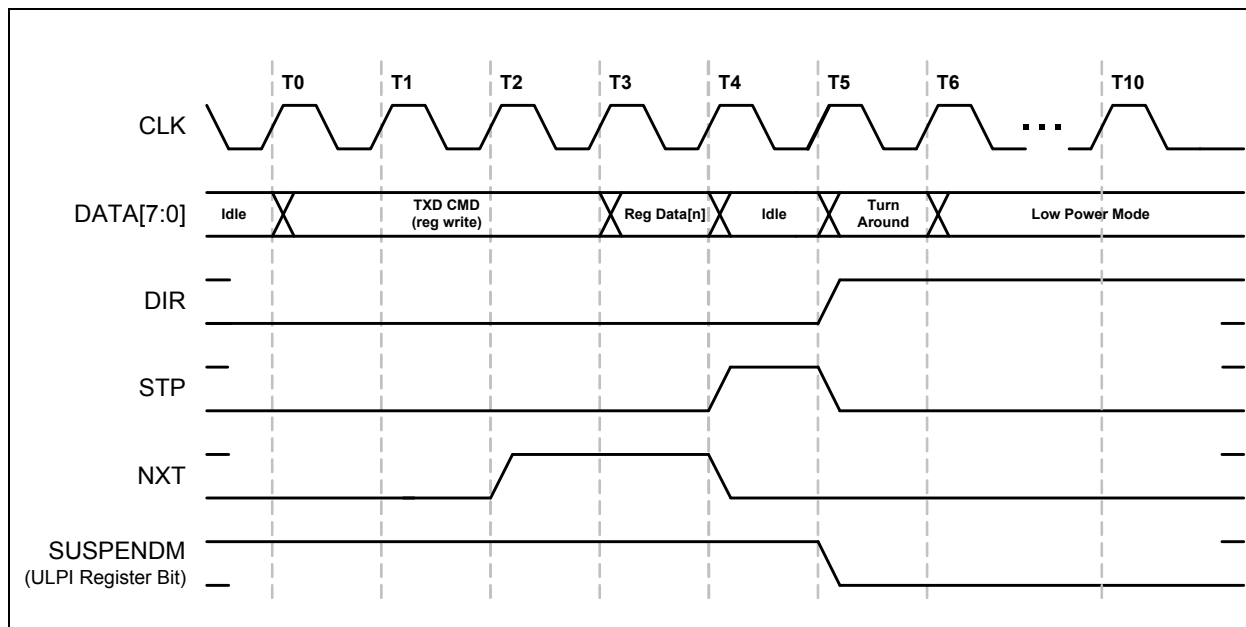 T0 T1 T2 T3 T4 T5 T6 T10
CLK
...
DATA[7:0] Idle TXD CMD Reg Data[n] Idle Turn Low Power Mode
(reg write) Around
DIR
STP
NXT
SUSPENDM
(ULPI Register Bit)